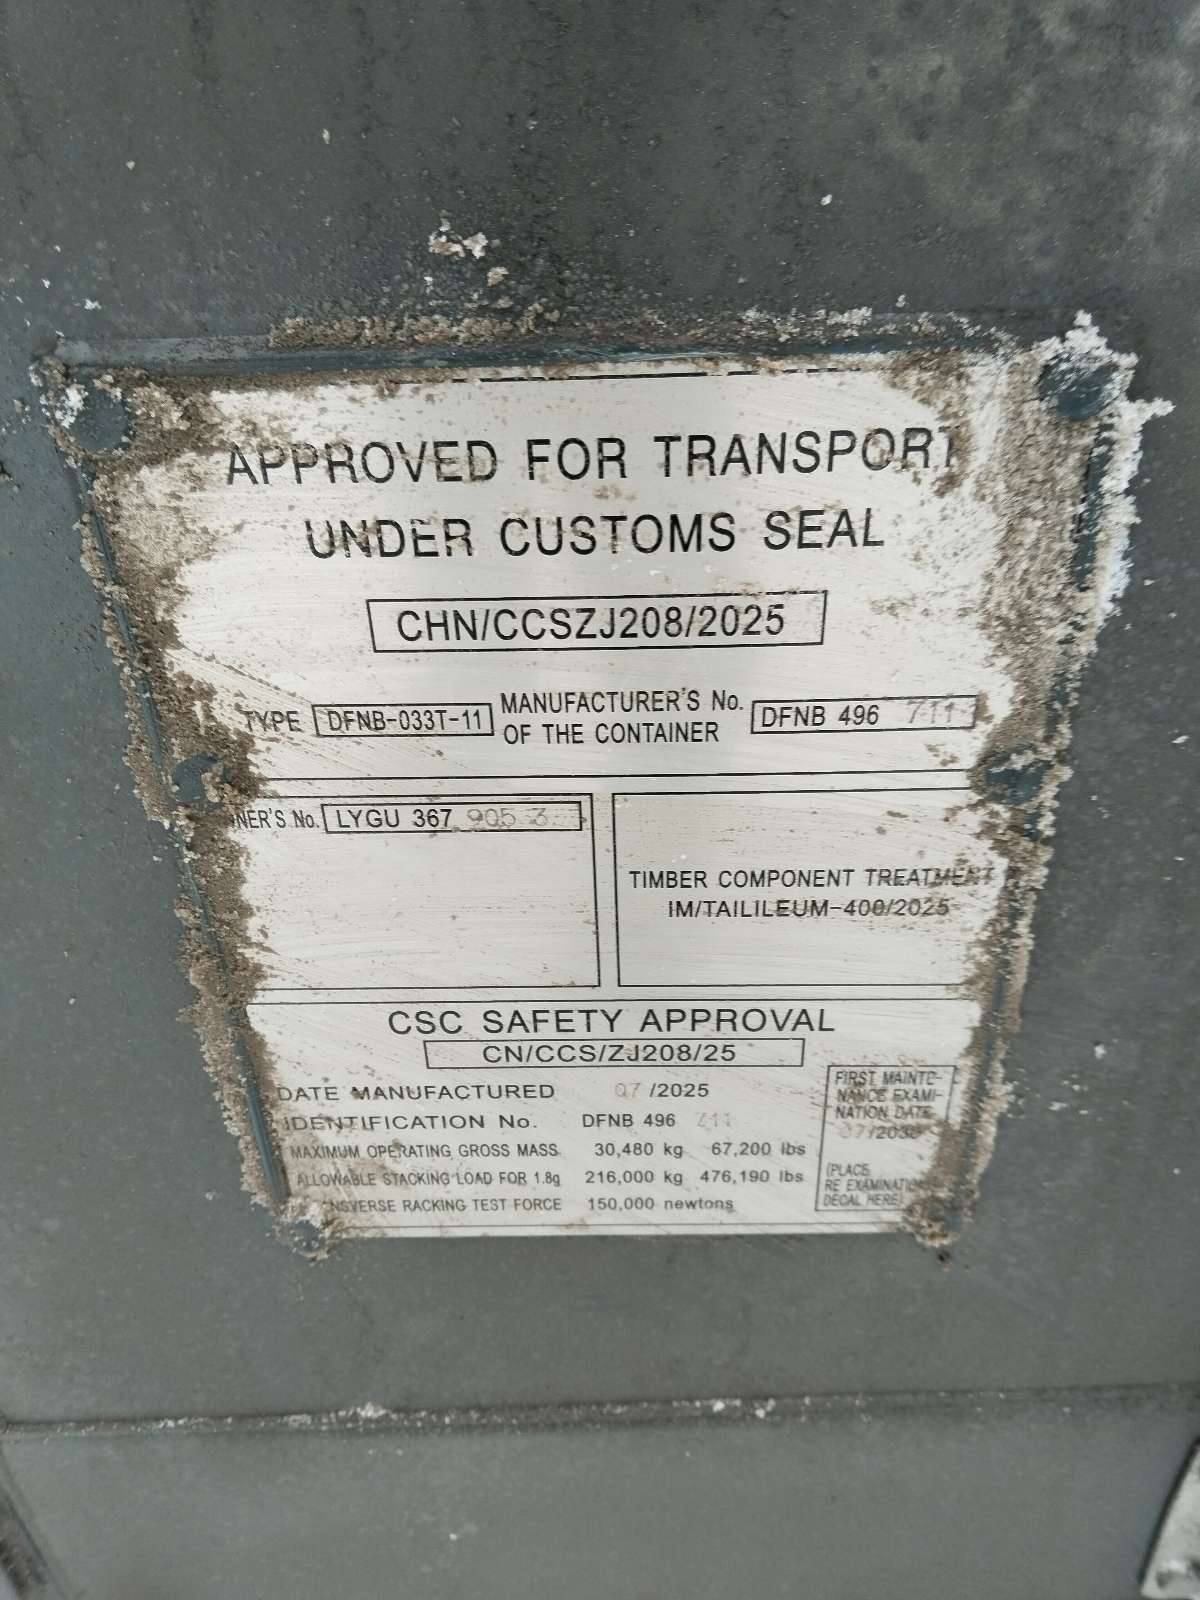 APPROVED FOR TRANSPORT
UNDER CUSTOMS SEAL
CHN/CCSZJ208/2025
TYPE DFNB-033T-11 MANUFACTURER'S No. OF THE CONTAINER DFNB 496 711
NER'S No. LYGU 367 905 3
TIMBER COMPONENT TREATMENT
IM/TAILILEUM-400/2025
CSC SAFETY APPROVAL
CN/CCS/ZJ208/25
DATE MANUFACTURED 07/2025
IDENTIFICATION No. DFNB 496 711
MAXIMUM OPERATING GROSS MASS 30,480 kg 67,200 lbs
ALLOWABLE STACKING LOAD FOR 1.8g 216,000 kg 476,190 lbs
NSVERSE RACKING TEST FORCE 150,000 newtons
FIRST MAINTE-
NANCE EXAMI-
NATION DATE
(PLACE
RE EXAMINATION
DECAL HERE)